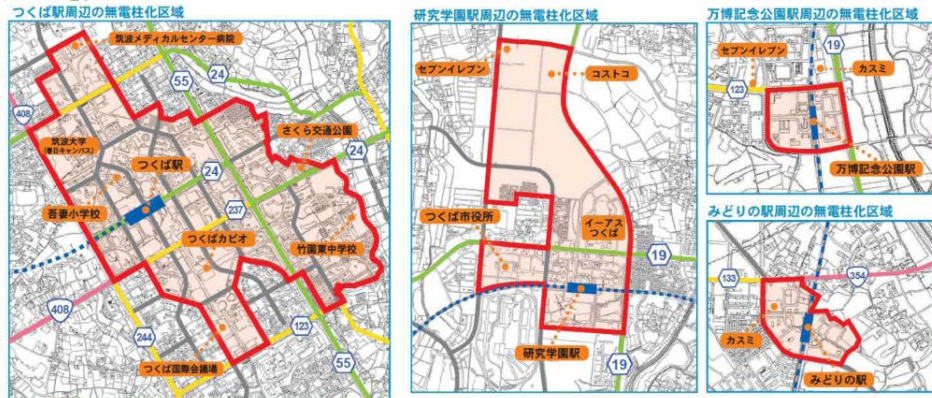 つくば駅周辺の無電柱化区域
筑波メディカルセンター病院
55
24
408
さくら交通公園
24
筑波大学
(春日キャンパス)
つくば駅
24
吾妻小学校
237
つくばカピオ
竹園東中学校
408
244
123
つくば国際会議場
55
研究学園駅周辺の無電柱化区域
セブンイレブン
コストコ
つくば市役所
イーアス
つくば
19
研究学園駅
19
万博記念公園駅周辺の無電柱化区域
セブンイレブン
19
カスミ
123
万博記念公園駅
みどりの駅周辺の無電柱化区域
133
354
カスミ
みどりの駅